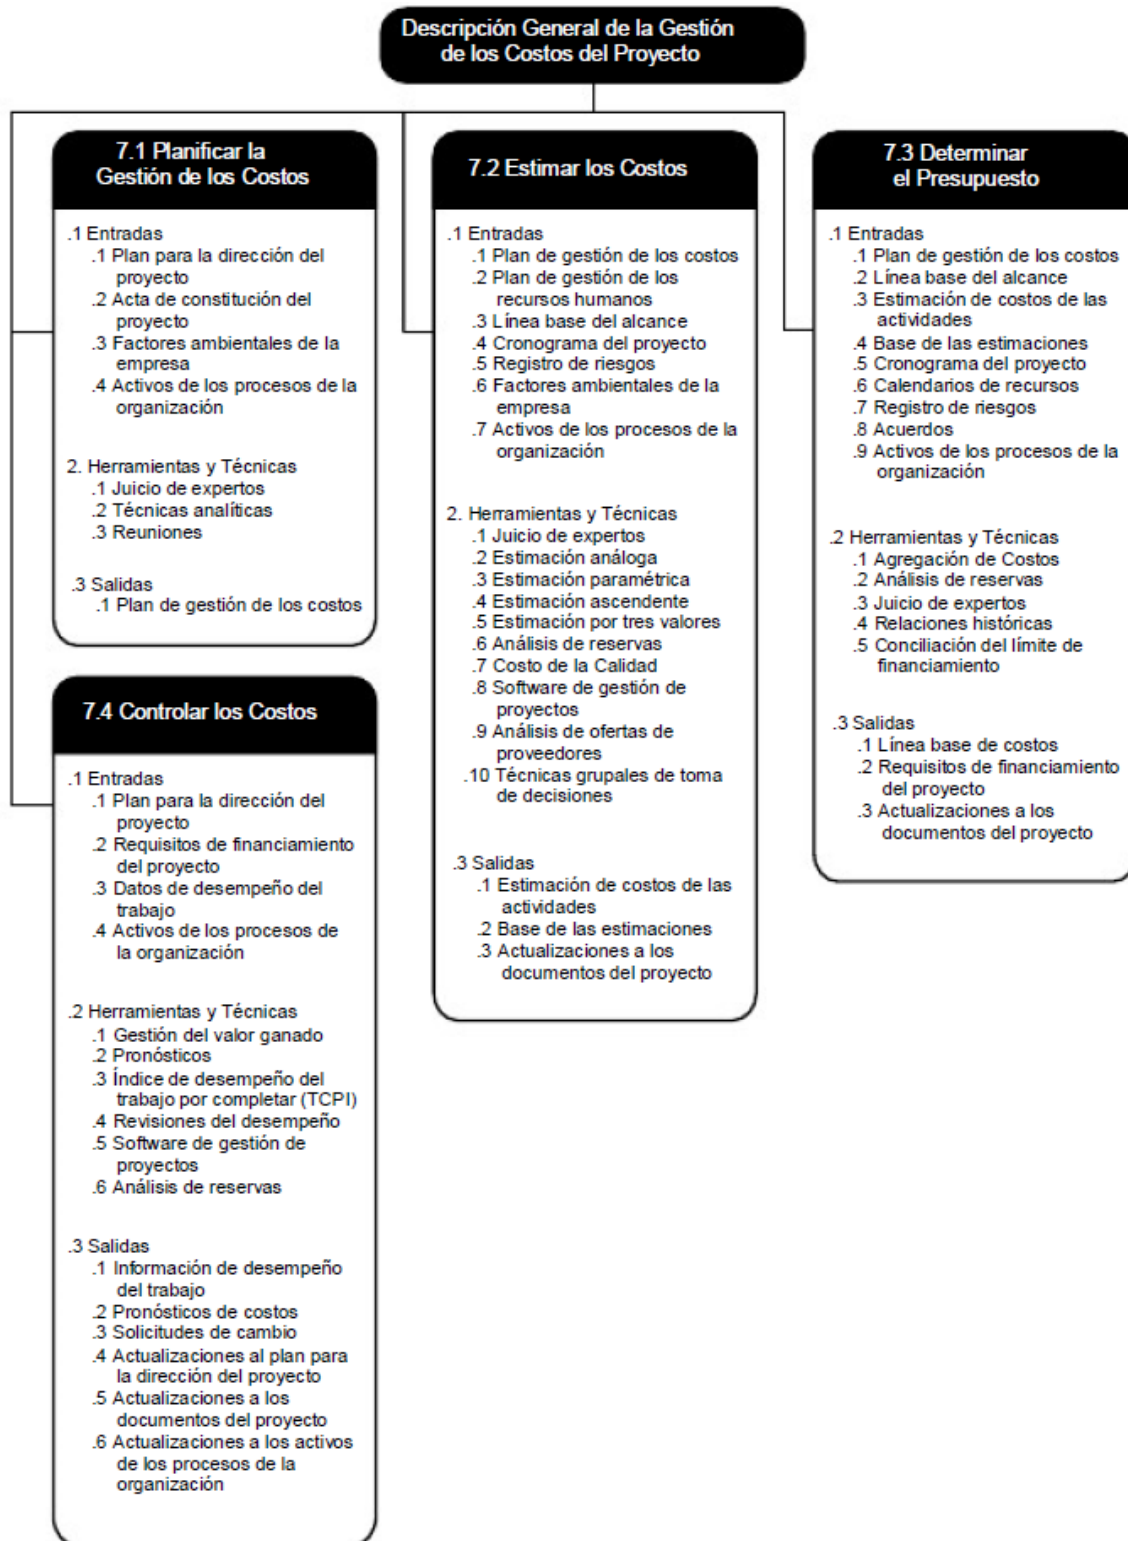 Descripción General de la Gestión
de los Costos del Proyecto
7.1 Planificar la
Gestión de los Costos
.1 Entradas
.1 Plan para la dirección del
proyecto
.2 Acta de constitución del
proyecto
.3 Factores ambientales de la
empresa
.4 Activos de los procesos de la
organización
2. Herramientas y Técnicas
.1 Juicio de expertos
.2 Técnicas analíticas
.3 Reuniones
.3 Salidas
.1 Plan de gestión de los costos
7.2 Estimar los Costos
.1 Entradas
.1 Plan de gestión de los costos
.2 Plan de gestión de los
recursos humanos
.3 Línea base del alcance
.4 Cronograma del proyecto
.5 Registro de riesgos
.6 Factores ambientales de la
empresa
.7 Activos de los procesos de la
organización
2. Herramientas y Técnicas
.1 Juicio de expertos
.2 Estimación análoga
.3 Estimación paramétrica
.4 Estimación ascendente
.5 Estimación por tres valores
.6 Análisis de reservas
.7 Costo de la Calidad
.8 Software de gestión de
proyectos
.9 Análisis de ofertas de
proveedores
.10 Técnicas grupales de toma
de decisiones
.3 Salidas
.1 Estimación de costos de las
actividades
.2 Base de las estimaciones
.3 Actualizaciones a los
documentos del proyecto
7.3 Determinar
el Presupuesto
.1 Entradas
.1 Plan de gestión de los costos
.2 Línea base del alcance
.3 Estimación de costos de las
actividades
.4 Base de las estimaciones
.5 Cronograma del proyecto
.6 Calendarios de recursos
.7 Registro de riesgos
.8 Acuerdos
.9 Activos de los procesos de la
organización
.2 Herramientas y Técnicas
.1 Agregación de Costos
.2 Análisis de reservas
.3 Juicio de expertos
.4 Relaciones históricas
.5 Conciliación del límite de
financiamiento
.3 Salidas
.1 Línea base de costos
.2 Requisitos de financiamiento
del proyecto
.3 Actualizaciones a los
documentos del proyecto
7.4 Controlar los Costos
.1 Entradas
.1 Plan para la dirección del
proyecto
.2 Requisitos de financiamiento
del proyecto
.3 Datos de desempeño del
trabajo
.4 Activos de los procesos de
la organización
.2 Herramientas y Técnicas
.1 Gestión del valor ganado
.2 Pronósticos
.3 Índice de desempeño del
trabajo por completar (TCPI)
.4 Revisiones del desempeño
.5 Software de gestión de
proyectos
.6 Análisis de reservas
.3 Salidas
.1 Información de desempeño
del trabajo
.2 Pronósticos de costos
.3 Solicitudes de cambio
.4 Actualizaciones al plan para
la dirección del proyecto
.5 Actualizaciones a los
documentos del proyecto
.6 Actualizaciones a los activos
de los procesos de la
organización